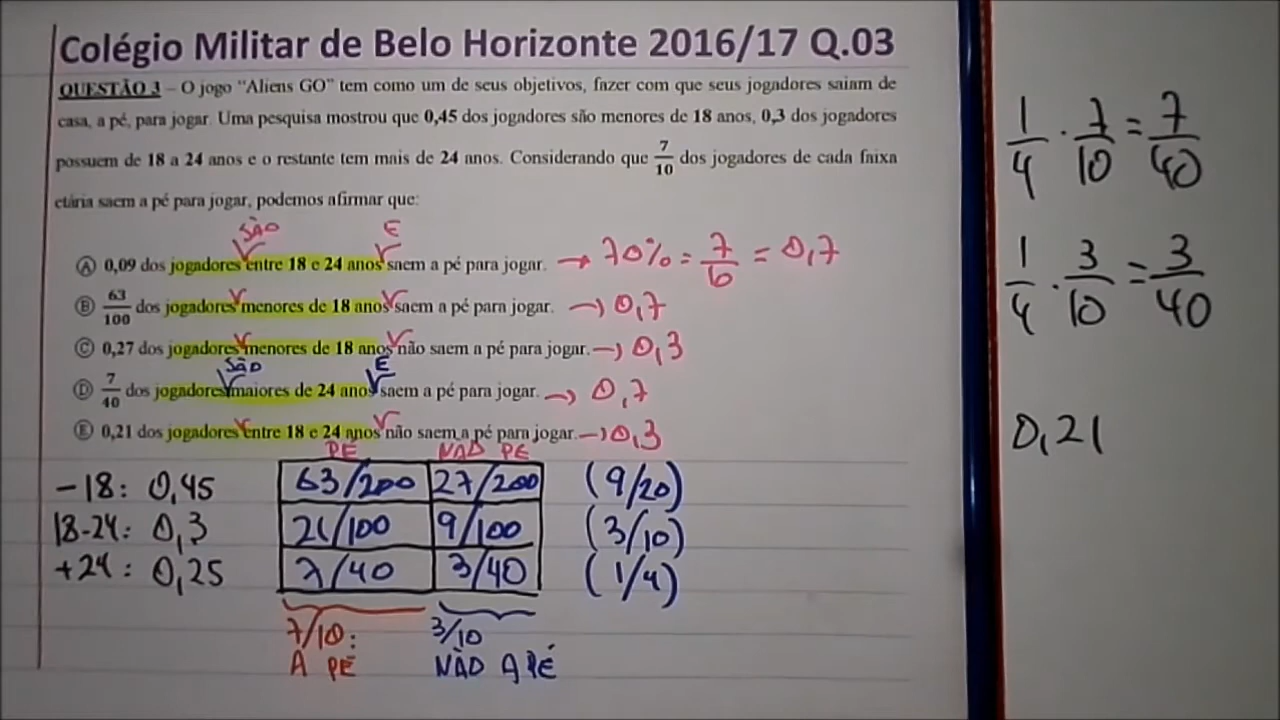 Colégio Militar de Belo Horizonte 2016/17 Q.03
QUESTÃO 3 – O jogo “Aliens GO” tem como um de seus objetivos, fazer com que seus jogadores saiam de
casa, a pé, para jogar. Uma pesquisa mostrou que 0,45 dos jogadores são menores de 18 anos, 0,3 dos jogadores
possuem de 18 a 24 anos e o restante tem mais de 24 anos. Considerando que 7/10 dos jogadores de cada faixa
etária saem a pé para jogar, podemos afirmar que:
SÃO E
A 0,09 dos jogadores entre 18 e 24 anos saem a pé para jogar. → 70% = 7/6 = 0,7
B 63/100 dos jogadores menores de 18 anos saem a pé para jogar. → 0,7
C 0,27 dos jogadores menores de 18 anos não saem a pé para jogar. → 0,3
SÃO E
D 7/40 dos jogadores maiores de 24 anos saem a pé para jogar. → 0,7
E 0,21 dos jogadores entre 18 e 24 anos não saem a pé para jogar. → 0,3
PÉ NÃO PÉ
-18: 0,45 63/200 27/200 (9/20)
18-24: 0,3 21/100 9/100 (3/10)
+24: 0,25 7/40 3/40 (1/4)
7/10: 3/10
A PÉ NÃO A PÉ
1/4 · 7/10 = 7/40
1/4 · 3/10 = 3/40
0,21